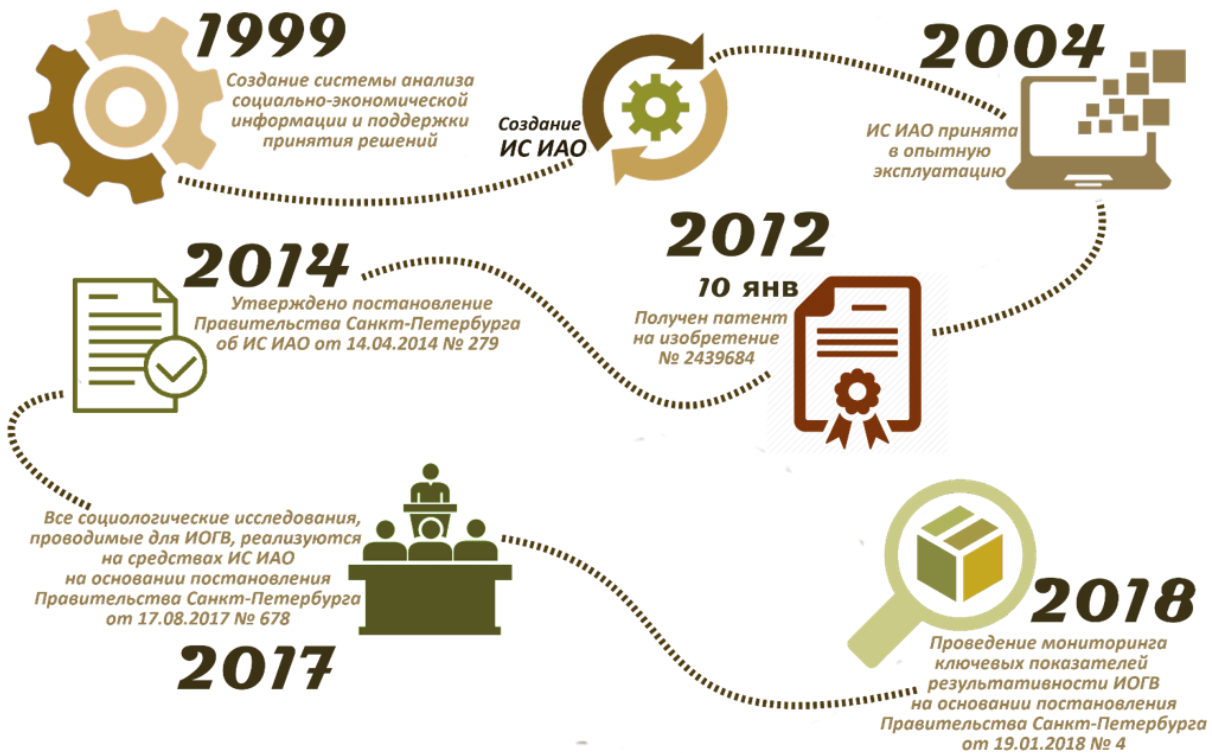 1999
Создание системы анализа
социально-экономической
информации и поддержки
принятия решений
Создание
ИС ИАО
2004
ИС ИАО принята
в опытную
эксплуатацию
2012
10 янв
Получен патент
на изобретение
№ 2439684
2014
Утверждено постановление
Правительства Санкт-Петербурга
об ИС ИАО от 14.04.2014 № 279
Все социологические исследования,
проводимые для ИОГВ, реализуются
на средствах ИС ИАО
на основании постановления
Правительства Санкт-Петербурга
от 17.08.2017 № 678
2017
2018
Проведение мониторинга
ключевых показателей
результативности ИОГВ
на основании постановления
Правительства Санкт-Петербурга
от 19.01.2018 № 4